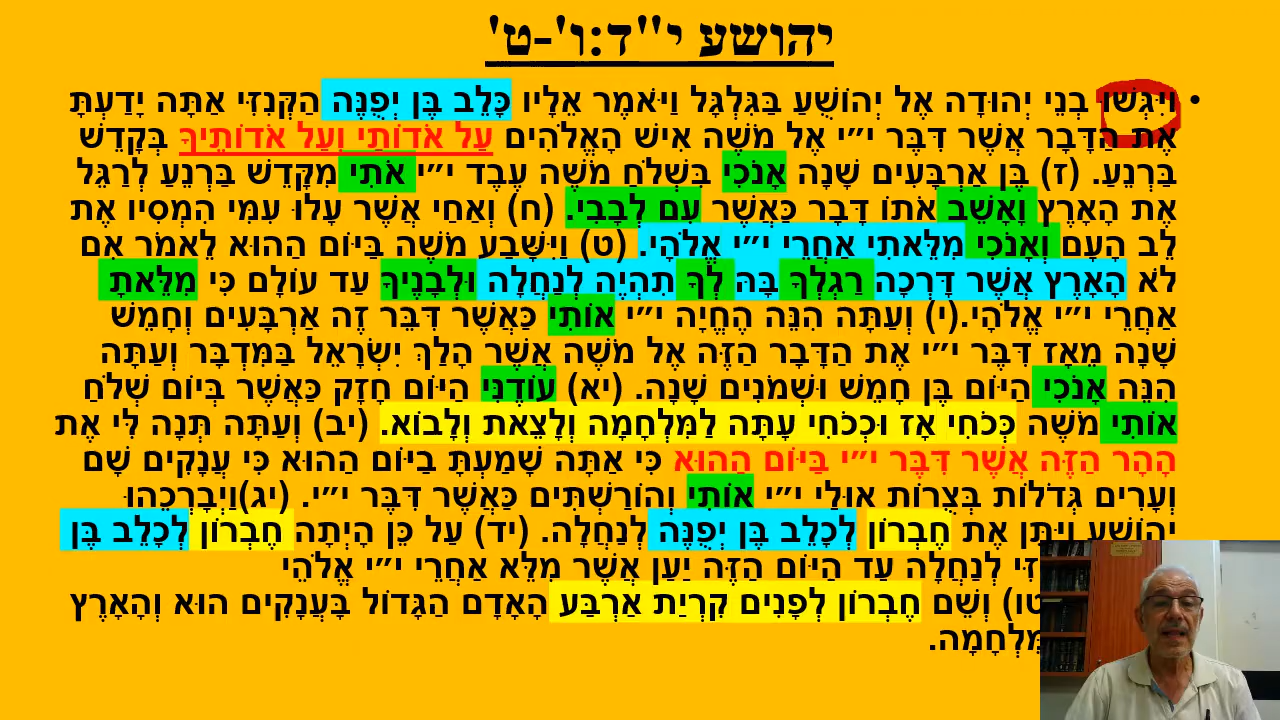 יהושע י"ד:ו'-ט'
• וַיִּגְּשׁוּ בְנֵי יְהוּדָה אֶל יְהוֹשֻׁעַ בַּגִּלְגָּל וַיֹּאמֶר אֵלָיו כָּלֵב בֶּן יְפֻנֶּה הַקְּנִזִּי אַתָּה יָדַעְתָּ
אֶת הַדָּבָר אֲשֶׁר דִּבֶּר י״י אֶל מֹשֶׁה אִישׁ הָאֱלֹהִים עַל אֹדוֹתַי וְעַל אֹדוֹתֶיךָ בְּקָדֵשׁ
בַּרְנֵעַ. (ז) בֶּן אַרְבָּעִים שָׁנָה אָנֹכִי בִּשְׁלֹחַ מֹשֶׁה עֶבֶד י״י אֹתִי מִקָּדֵשׁ בַּרְנֵעַ לְרַגֵּל
אֶת הָאָרֶץ וָאָשֵׁב אֹתוֹ דָּבָר כַּאֲשֶׁר עִם לְבָבִי. (ח) וְאַחַי אֲשֶׁר עָלוּ עִמִּי הִמְסִיו אֶת
לֵב הָעָם וְאָנֹכִי מִלֵּאתִי אַחֲרֵי י״י אֱלֹהָי. (ט) וַיִּשָּׁבַע מֹשֶׁה בַּיּוֹם הַהוּא לֵאמֹר אִם
לֹא הָאָרֶץ אֲשֶׁר דָּרְכָה רַגְלְךָ בָּהּ לְךָ תִהְיֶה לְנַחֲלָה וּלְבָנֶיךָ עַד עוֹלָם כִּי מִלֵּאתָ
אַחֲרֵי י״י אֱלֹהָי.(י) וְעַתָּה הִנֵּה הֶחֱיָה י״י אוֹתִי כַּאֲשֶׁר דִּבֵּר זֶה אַרְבָּעִים וְחָמֵשׁ
שָׁנָה מֵאָז דִּבֶּר י״י אֶת הַדָּבָר הַזֶּה אֶל מֹשֶׁה אֲשֶׁר הָלַךְ יִשְׂרָאֵל בַּמִּדְבָּר וְעַתָּה
הִנֵּה אָנֹכִי הַיּוֹם בֶּן חָמֵשׁ וּשְׁמֹנִים שָׁנָה. (יא) עוֹדֶנִּי הַיּוֹם חָזָק כַּאֲשֶׁר בְּיוֹם שְׁלֹחַ
אוֹתִי מֹשֶׁה כְּכֹחִי אָז וּכְכֹחִי עָתָּה לַמִּלְחָמָה וְלָצֵאת וְלָבוֹא. (יב) וְעַתָּה תְּנָה לִּי אֶת
הָהָר הַזֶּה אֲשֶׁר דִּבֶּר י״י בַּיּוֹם הַהוּא כִּי אַתָּה שָׁמַעְתָּ בַיּוֹם הַהוּא כִּי עֲנָקִים שָׁם
וְעָרִים גְּדֹלוֹת בְּצֻרוֹת אוּלַי י״י אוֹתִי וְהוֹרַשְׁתִּים כַּאֲשֶׁר דִּבֶּר י״י. (יג)וַיְבָרְכֵהוּ
יְהוֹשֻׁעַ וַיִּתֵּן אֶת חֶבְרוֹן לְכָלֵב בֶּן יְפֻנֶּה לְנַחֲלָה. (יד) עַל כֵּן הָיְתָה חֶבְרוֹן לְכָלֵב בֶּן
לְנַחֲלָה עַד הַיּוֹם הַזֶּה יַעַן אֲשֶׁר מִלֵּא אַחֲרֵי י״י אֱלֹהֵי
וְשֵׁם חֶבְרוֹן לְפָנִים קִרְיַת אַרְבַּע הָאָדָם הַגָּדוֹל בָּעֲנָקִים הוּא וְהָאָרֶץ